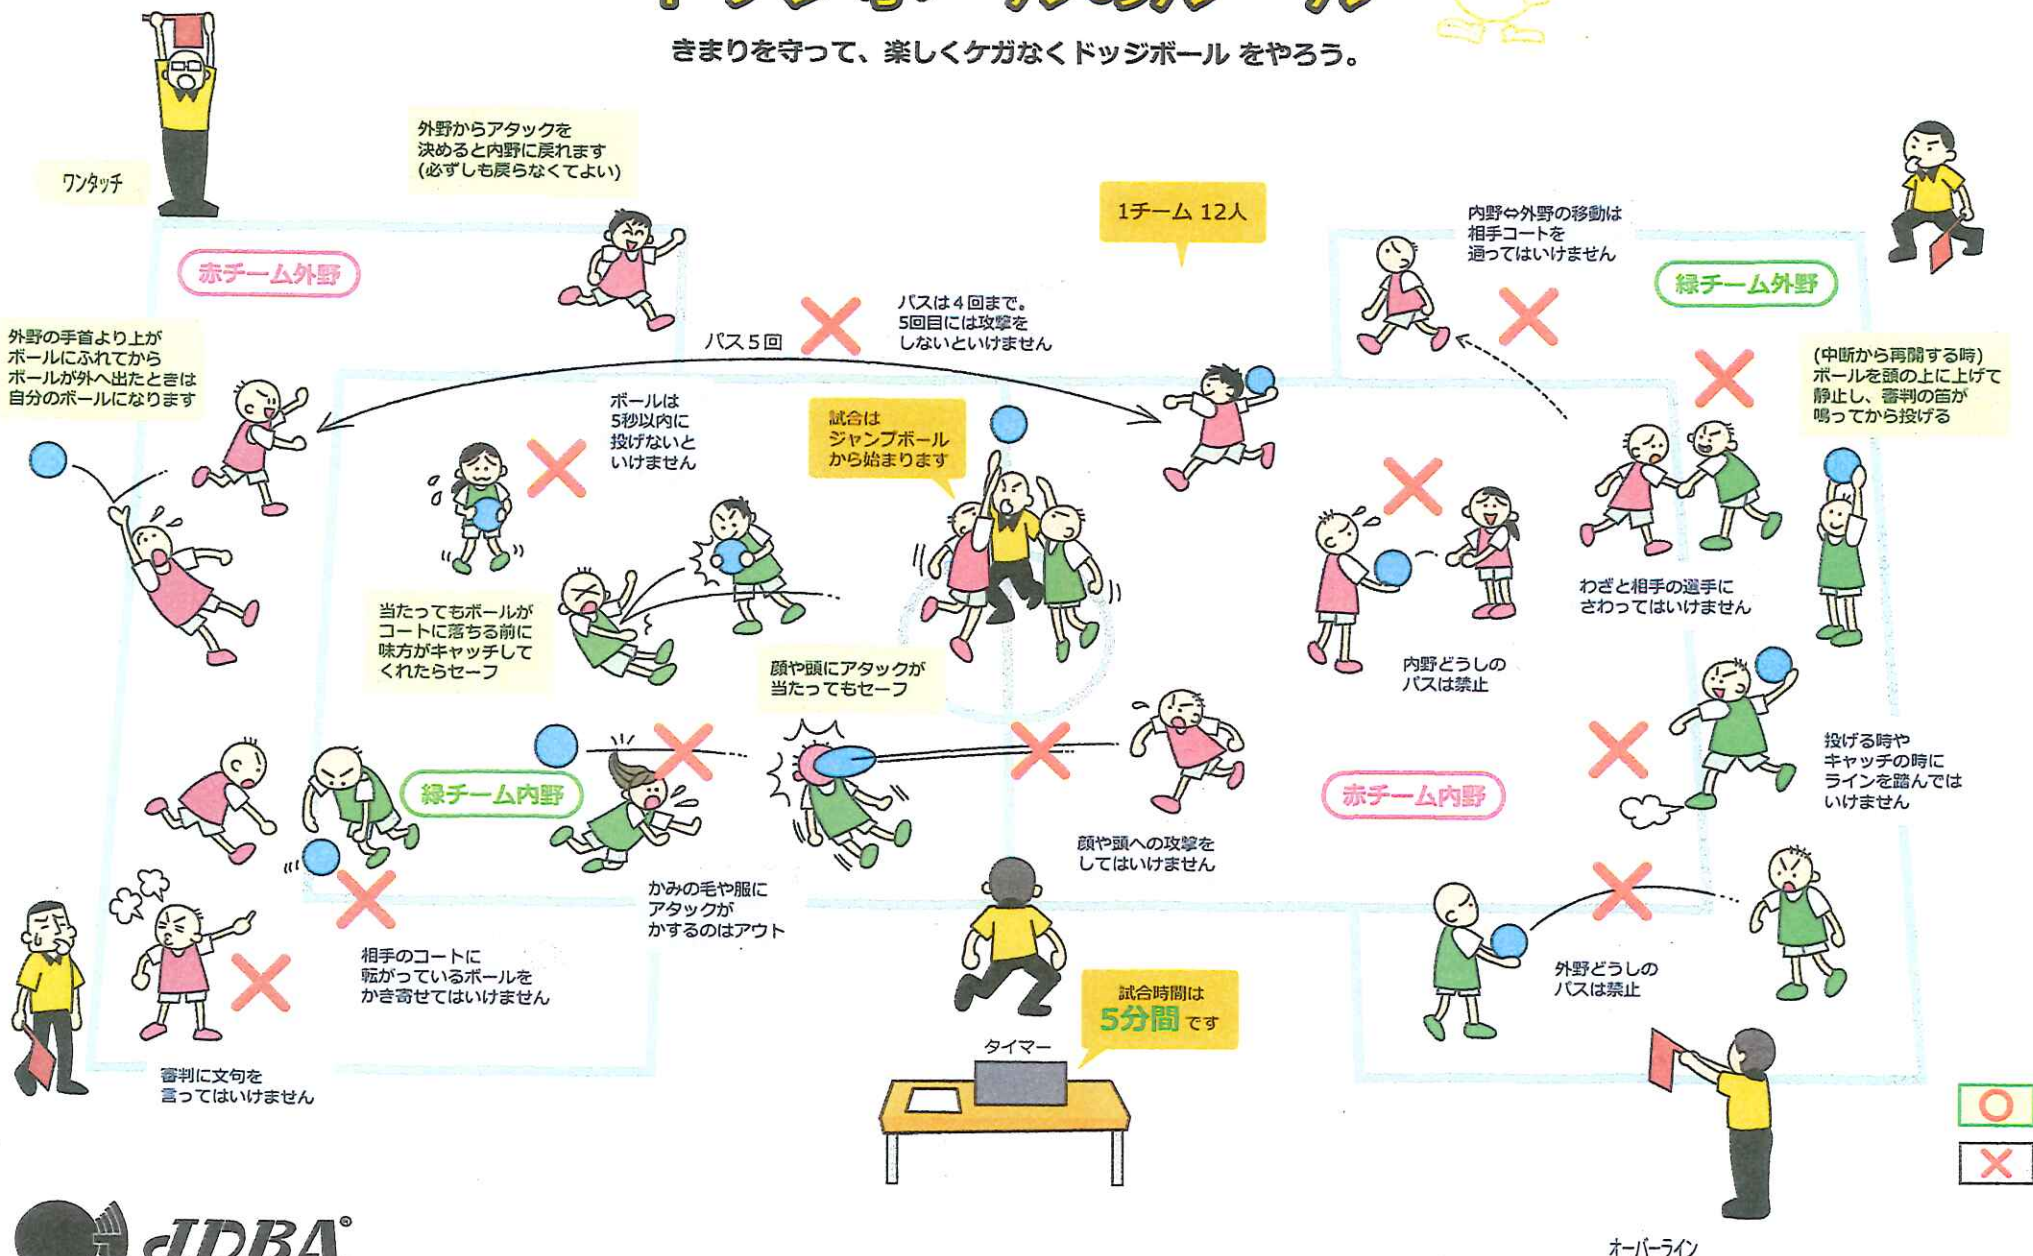 きまりを守って、楽しくケガなくドッジボール をやろう。
ワンタッチ
外野からアタックを
決めると内野に戻れます
(必ずしも戻らなくてよい)
1チーム 12人
内野⇔外野の移動は
相手コートを
通ってはいけません
赤チーム外野
緑チーム外野
外野の手首より上が
ボールにふれてから
ボールが外へ出たときは
自分のボールになります
パス5回
パスは4回まで。
5回目には攻撃を
しないといけません
(中断から再開する時)
ボールを頭の上に上げて
静止し、審判の笛が
鳴ってから投げる
ボールは
5秒以内に
投げないと
いけません
試合は
ジャンプボール
から始まります
わざと相手の選手に
さわってはいけません
当たってもボールが
コートに落ちる前に
味方がキャッチして
くれたらセーフ
顔や頭にアタックが
当たってもセーフ
内野どうしの
パスは禁止
投げる時や
キャッチの時に
ラインを踏んでは
いけません
緑チーム内野
赤チーム内野
顔や頭への攻撃を
してはいけません
かみの毛や服に
アタックが
かするのはアウト
相手のコートに
転がっているボールを
かき寄せてはいけません
外野どうしの
パスは禁止
試合時間は
5分間 です
タイマー
審判に文句を
言ってはいけません
JDBA®
オーバーライン